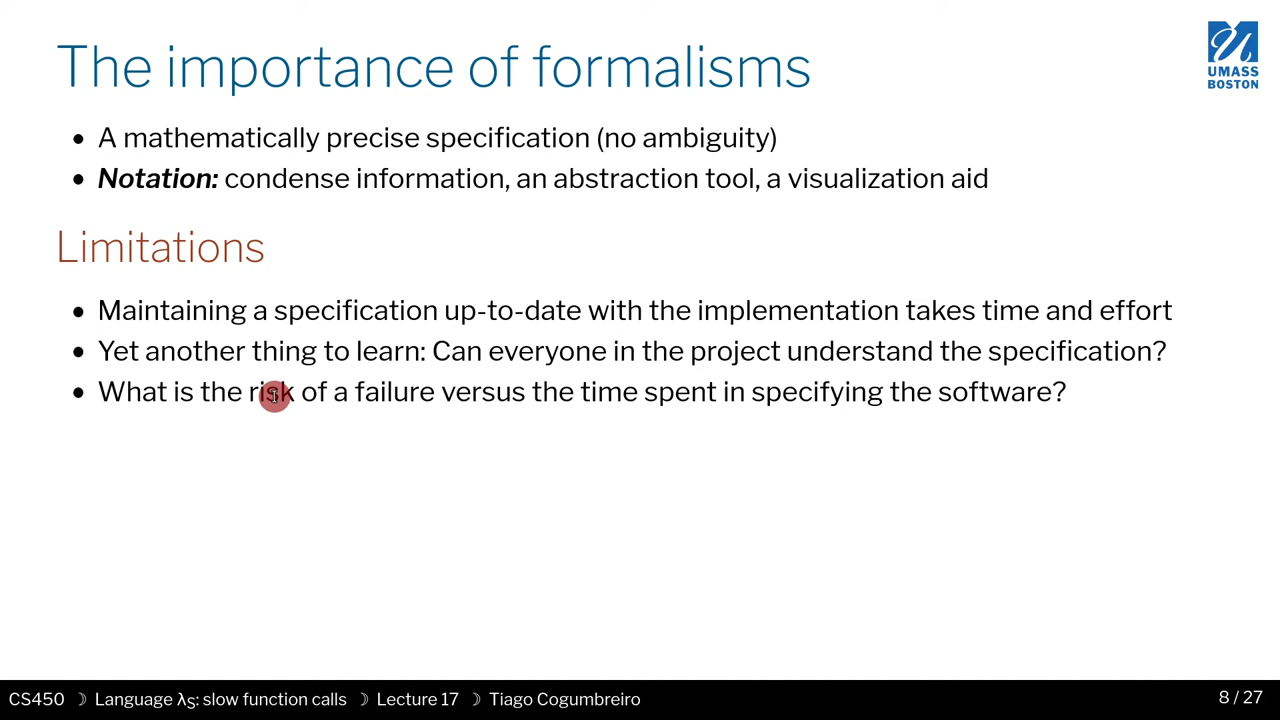 The importance of formalisms
UMASS
BOSTON
• A mathematically precise specification (no ambiguity)
• Notation: condense information, an abstraction tool, a visualization aid
Limitations
• Maintaining a specification up-to-date with the implementation takes time and effort
• Yet another thing to learn: Can everyone in the project understand the specification?
• What is the risk of a failure versus the time spent in specifying the software?
CS450 ☽ Language λS: slow function calls ☽ Lecture 17 ☽ Tiago Cogumbreiro 8 / 27